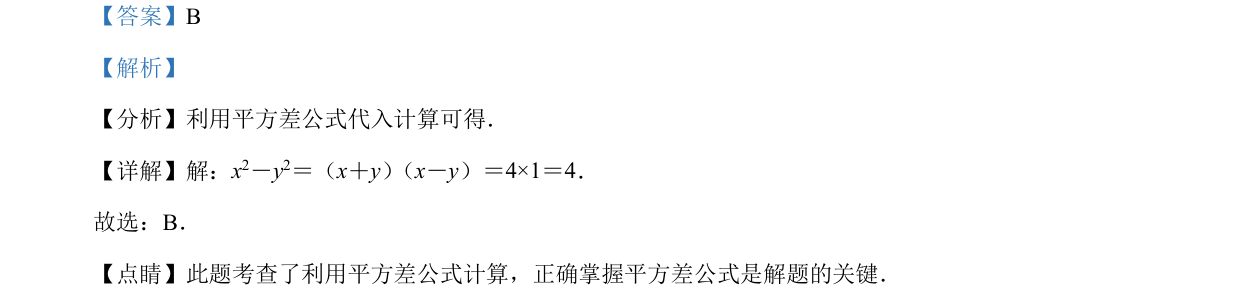 【答案】B
【解析】
【分析】利用平方差公式代入计算可得．
【详解】解：x²－y²＝（x＋y）（x－y）＝4×1＝4．
故选：B．
【点睛】此题考查了利用平方差公式计算，正确掌握平方差公式是解题的关键．